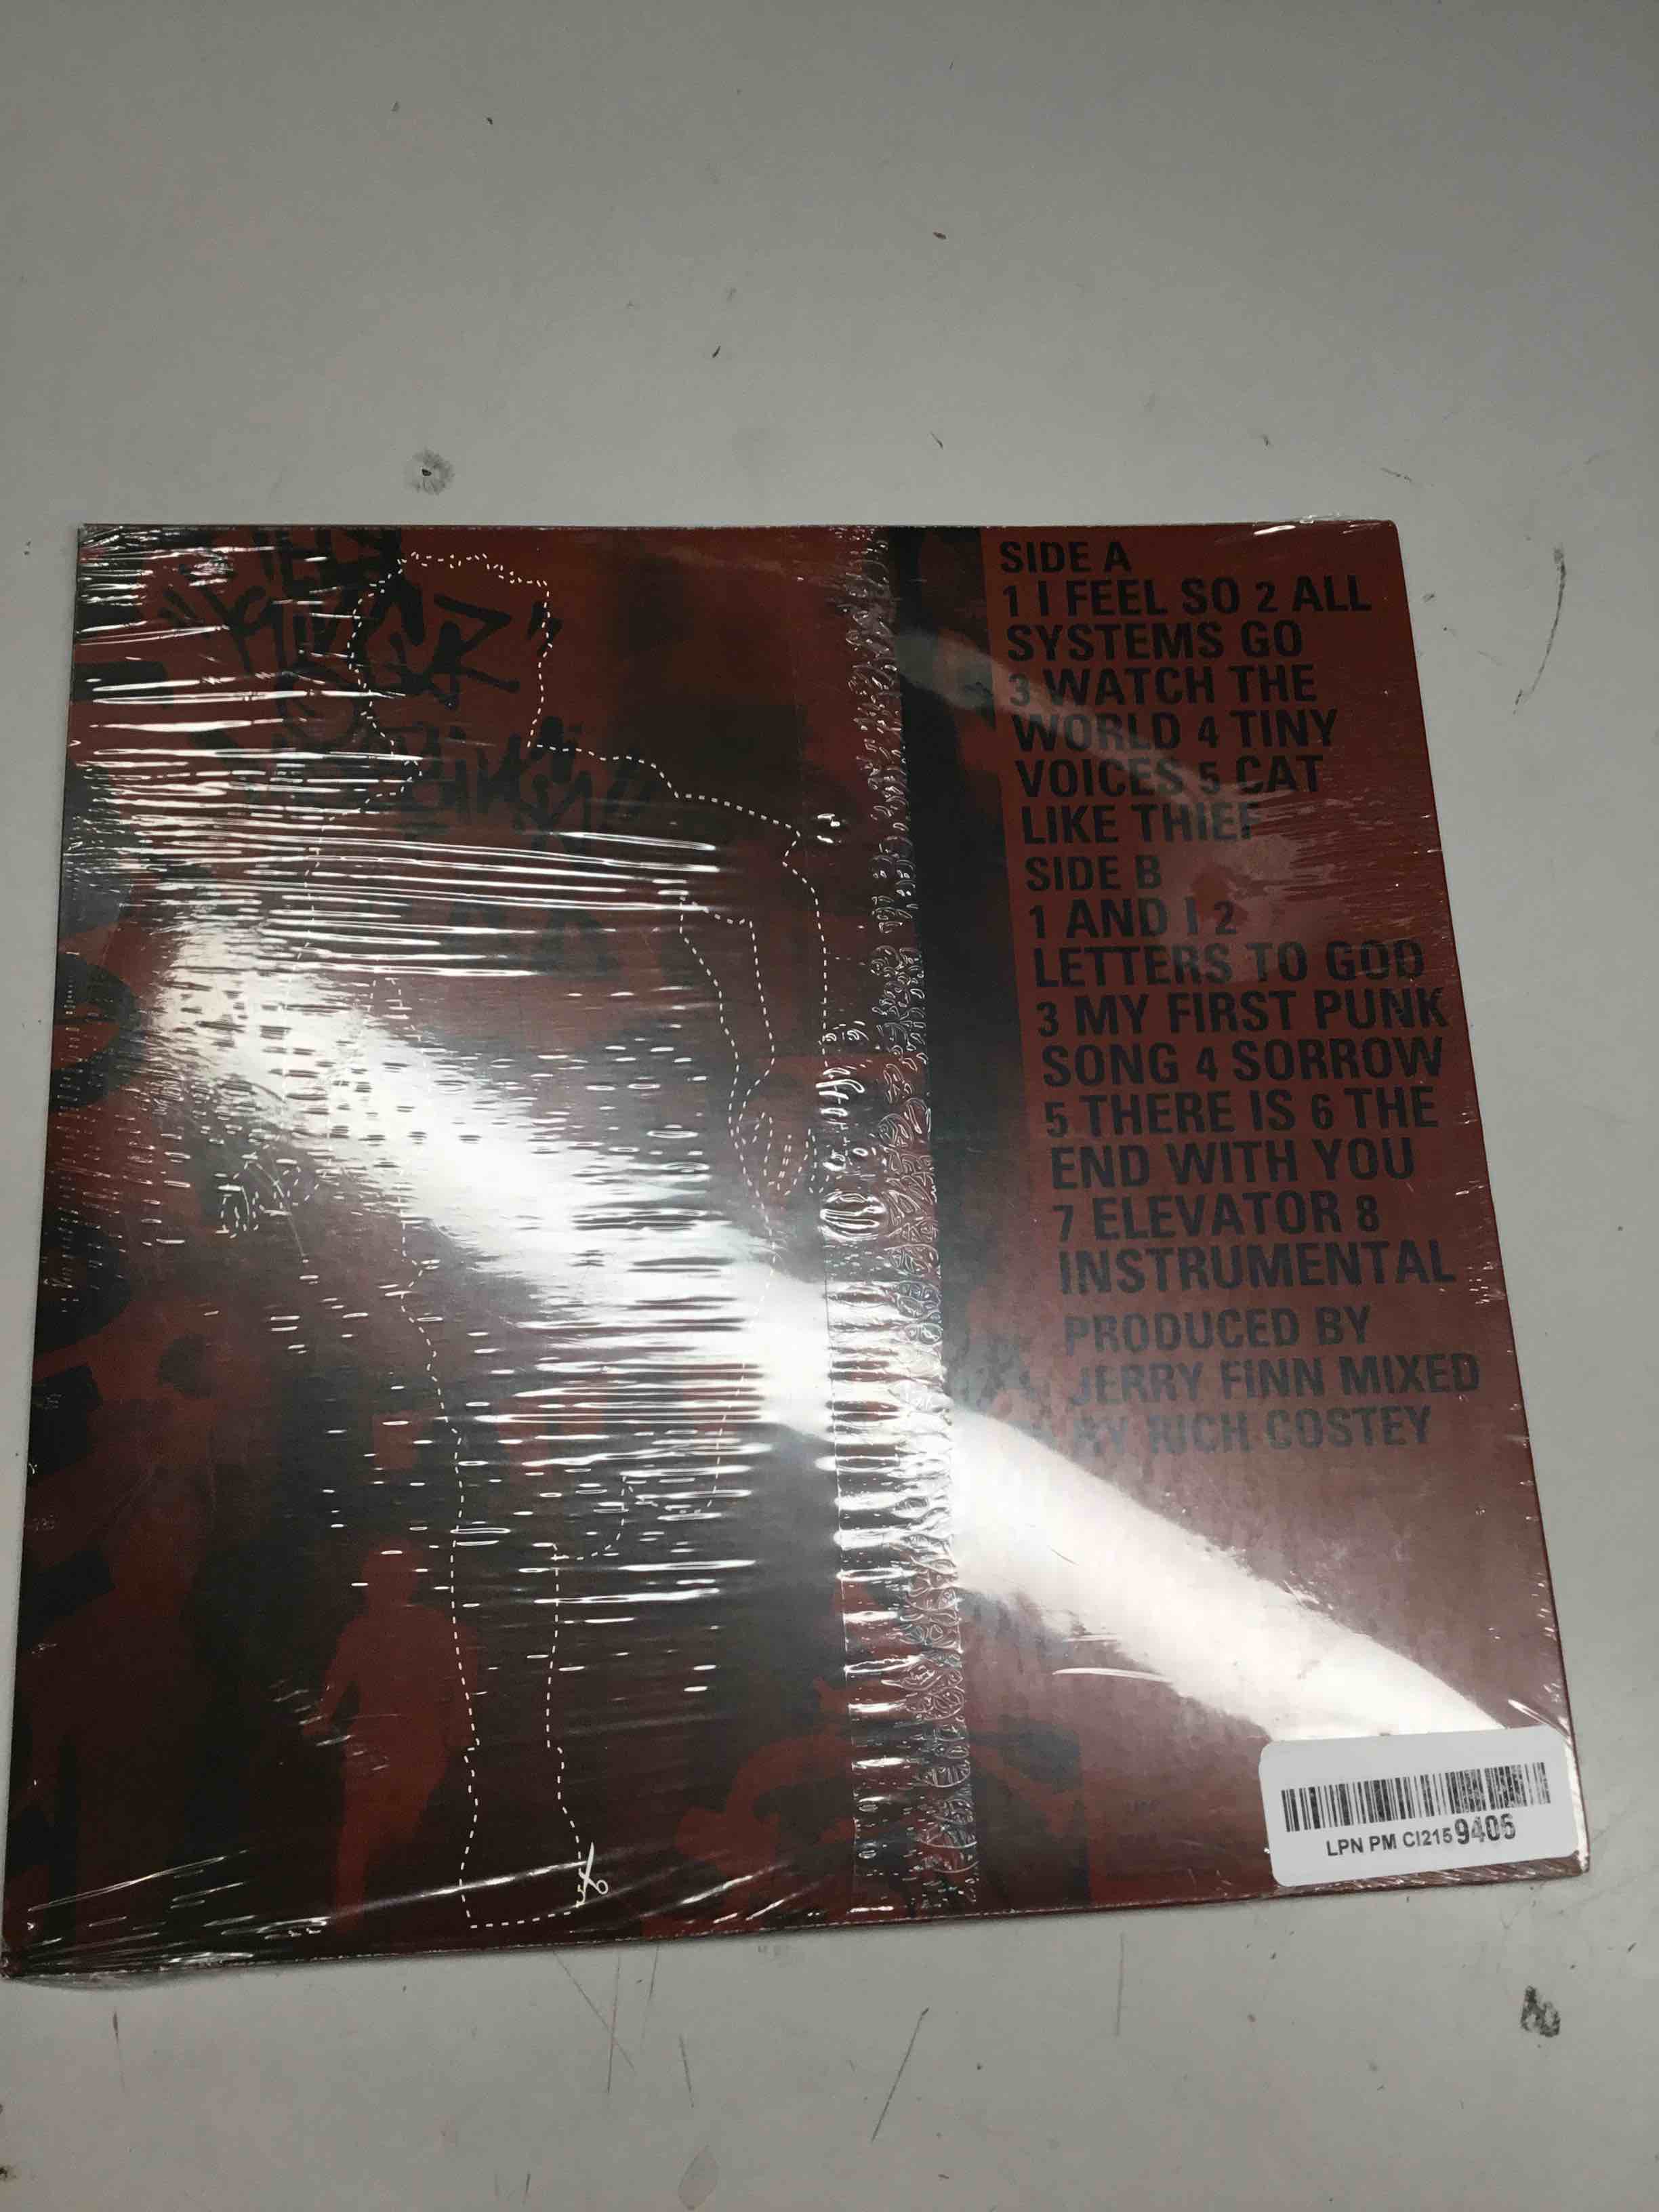 SIDE A
1 I FEEL SO 2 ALL
SYSTEMS GO
3 WATCH THE
WORLD 4 TINY
VOICES 5 CAT
LIKE THIEF
SIDE B
1 AND I 2
LETTERS TO GOD
3 MY FIRST PUNK
SONG 4 SORROW
5 THERE IS 6 THE
END WITH YOU
7 ELEVATOR 8
INSTRUMENTAL
PRODUCED BY
JERRY FINN MIXED
BY RICH COSTEY
LPN PM CI2159406